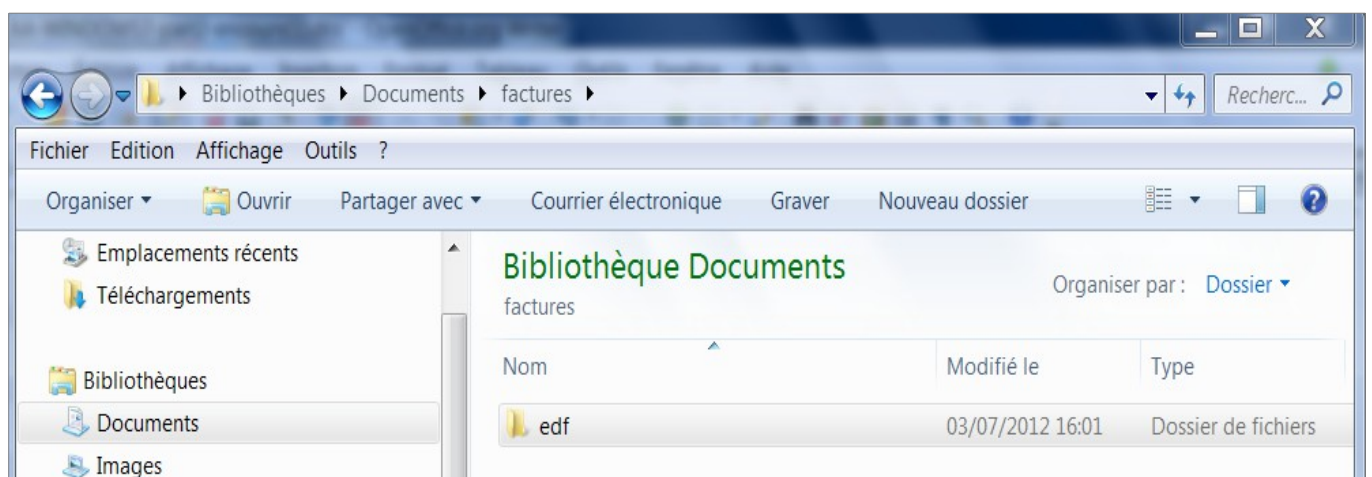 Bibliothèques Documents factures Recherc...
Fichier Edition Affichage Outils ?
Organiser Ouvrir Partager avec Courrier électronique Graver Nouveau dossier
Emplacements récents
Téléchargements
Bibliothèques
Documents
Images
Bibliothèque Documents
factures
Organiser par : Dossier
Nom Modifié le Type
edf 03/07/2012 16:01 Dossier de fichiers